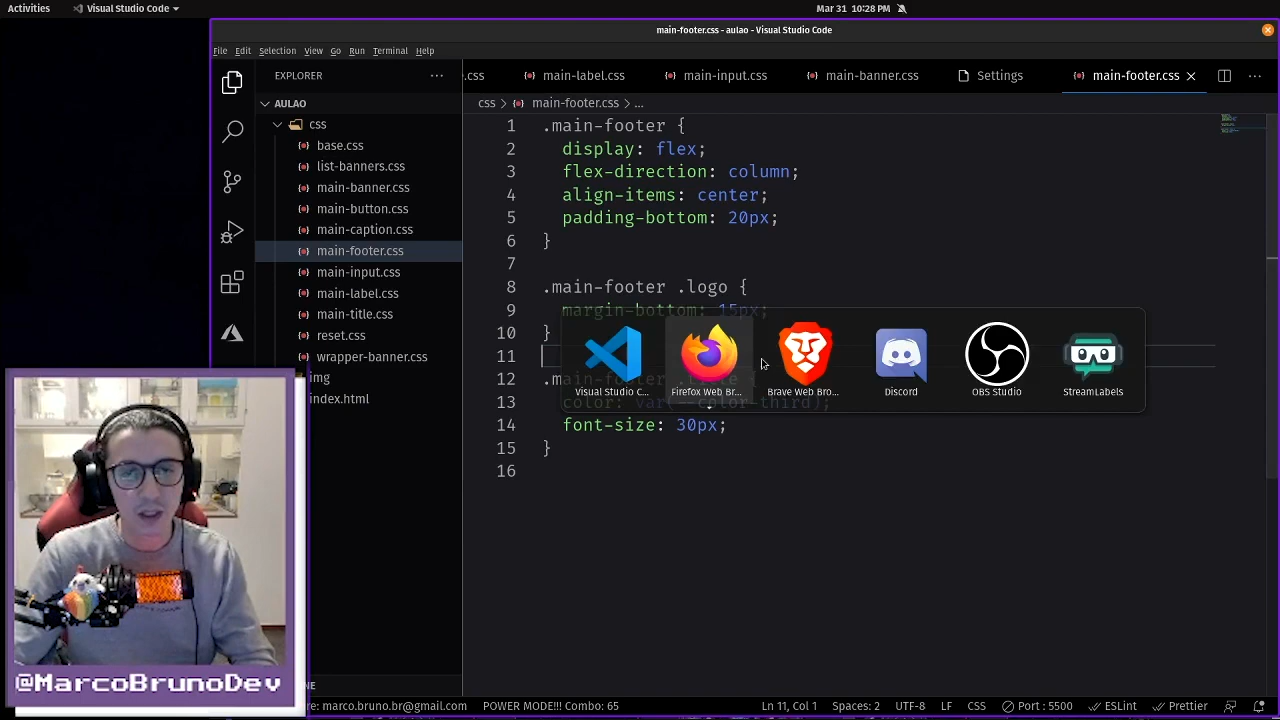 Activities
Visual Studio Code
Mar 31 10:28 PM
main-footer.css - aulao - Visual Studio Code
File Edit Selection View Go Run Terminal Help
EXPLORER
.css
main-label.css
main-input.css
main-banner.css
Settings
main-footer.css
AULAO
css > main-footer.css > ...
css
base.css
list-banners.css
main-banner.css
main-button.css
main-caption.css
main-footer.css
main-input.css
main-label.css
main-title.css
reset.css
wrapper-banner.css
img
index.html
1 .main-footer {
2 display: flex;
3 flex-direction: column;
4 align-items: center;
5 padding-bottom: 20px;
6 }
7
8 .main-footer .logo {
9 margin-bottom: 15px;
10 }
11
12 .main-footer .title {
13 color: var(--color-third);
14 font-size: 30px;
15 }
16
Visual Studio C...
Firefox Web Br...
Brave Web Bro...
Discord
OBS Studio
StreamLabels
@MarcoBrunoDev
NE
re: marco.bruno.br@gmail.com
POWER MODE!!! Combo: 65
Ln 11, Col 1
Spaces: 2
UTF-8
LF
CSS
Port : 5500
ESLint
Prettier